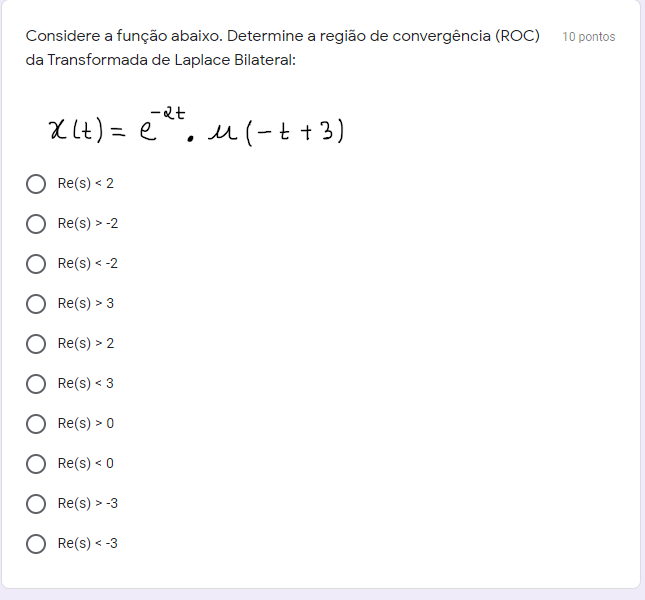 Considere a função abaixo. Determine a região de convergência (ROC) 10 pontos
da Transformada de Laplace Bilateral:
x(t) = e^-2t . u(-t+3)
Re(s) < 2
Re(s) > -2
Re(s) < -2
Re(s) > 3
Re(s) > 2
Re(s) < 3
Re(s) > 0
Re(s) < 0
Re(s) > -3
Re(s) < -3